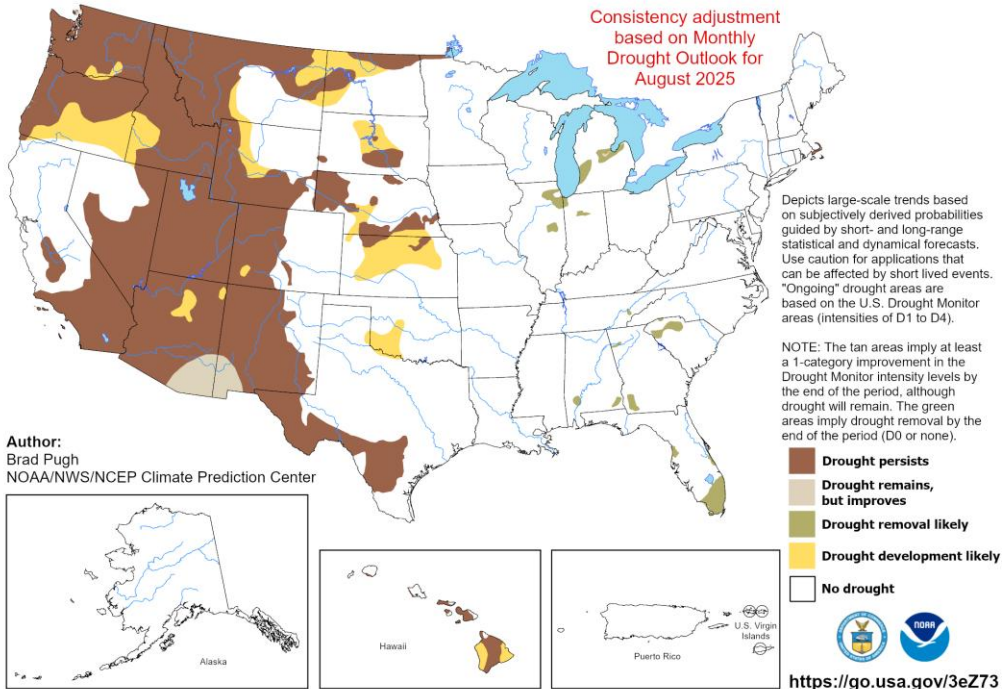 Consistency adjustment
based on Monthly
Drought Outlook for
August 2025
Depicts large-scale trends based
on subjectively derived probabilities
guided by short- and long-range
statistical and dynamical forecasts.
Use caution for applications that
can be affected by short lived events.
"Ongoing" drought areas are
based on the U.S. Drought Monitor
areas (intensities of D1 to D4).
NOTE: The tan areas imply at least
a 1-category improvement in the
Drought Monitor intensity levels by
the end of the period, although
drought will remain. The green
areas imply drought removal by the
end of the period (D0 or none).
Author:
Brad Pugh
NOAA/NWS/NCEP Climate Prediction Center
Drought persists
Drought remains,
but improves
Drought removal likely
Drought development likely
No drought
Alaska
Hawaii
Puerto Rico
U.S. Virgin
Islands
NOAA
https://go.usa.gov/3eZ73